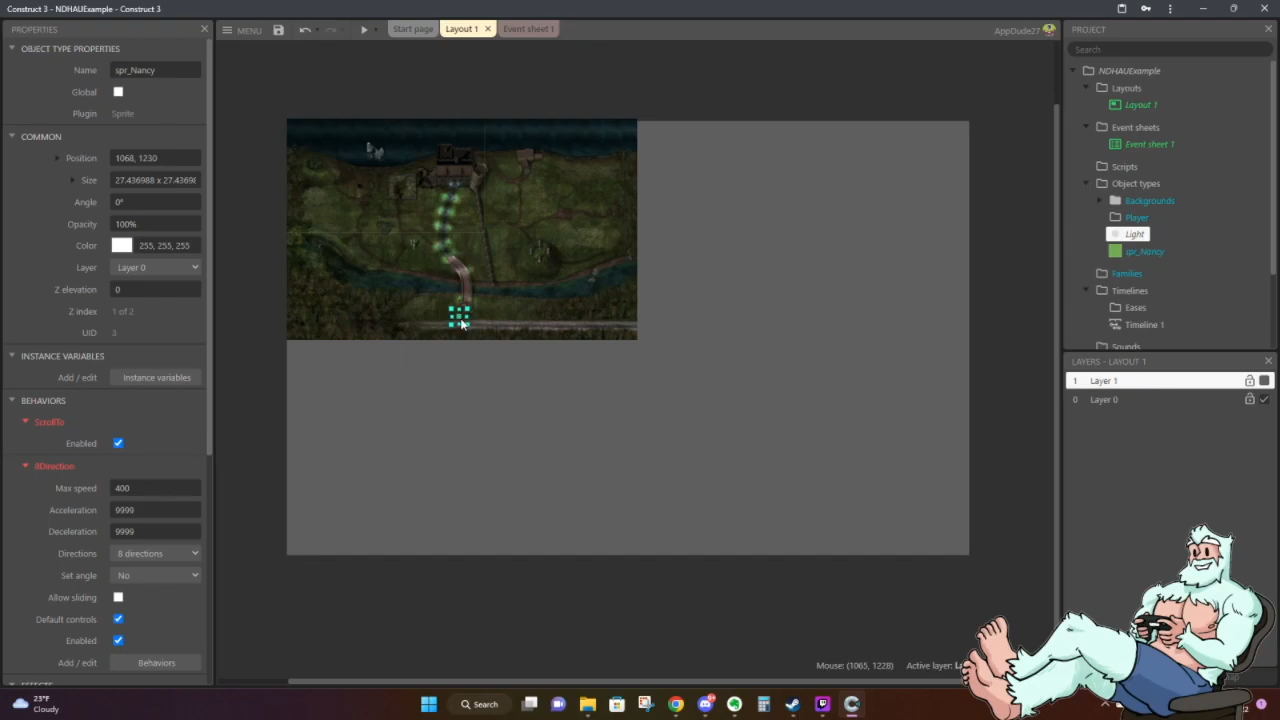 Construct 3 - NDHAUExample - Construct 3
PROPERTIES
OBJECT TYPE PROPERTIES
Name spr_Nancy
Global
Plugin Sprite
COMMON
Position 1068, 1230
Size 27.436988 x 27.43698
Angle 0°
Opacity 100%
Color 255, 255, 255
Layer Layer 0
Z elevation 0
Z index 1 of 2
UID 3
INSTANCE VARIABLES
Add / edit Instance variables
BEHAVIORS
ScrollTo
Enabled
8Direction
Max speed 400
Acceleration 9999
Deceleration 9999
Directions 8 directions
Set angle No
Allow sliding
Default controls
Enabled
Add / edit Behaviors
MENU
Start page
Layout 1
Event sheet 1
AppDude27
Mouse: (1065, 1228) Active layer:
PROJECT
Search
NDHAUExample
Layouts
Layout 1
Event sheets
Event sheet 1
Scripts
Object types
Backgrounds
Player
Light
spr_Nancy
Families
Timelines
Eases
Timeline 1
Sounds
LAYERS - LAYOUT 1
1 Layer 1
0 Layer 0
23°F
Cloudy
Search